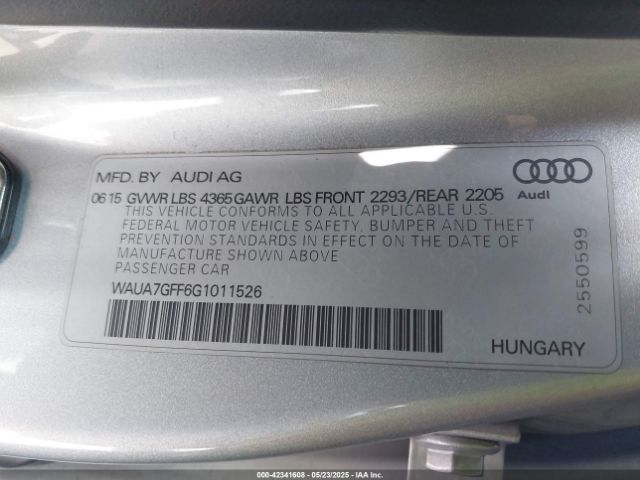 MFD. BY AUDI AG
Audi
06 15 GVWR LBS 4365 GAWR LBS FRONT 2293/REAR 2205
THIS VEHICLE CONFORMS TO ALL APPLICABLE U.S.
FEDERAL MOTOR VEHICLE SAFETY, BUMPER AND THEFT
PREVENTION STANDARDS IN EFFECT ON THE DATE OF
MANUFACTURE SHOWN ABOVE
PASSENGER CAR
WAUA7GFF6G1011526
2550599
HUNGARY
000-42341608 - 05/23/2025 - IAA Inc.